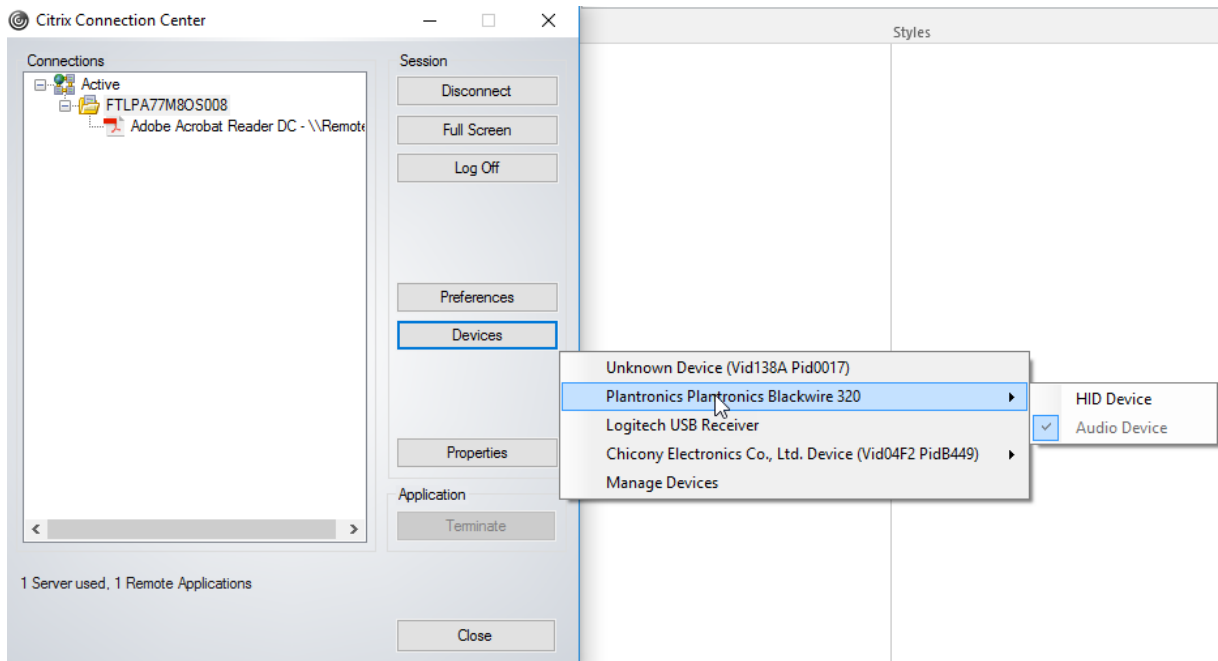 Citrix Connection Center
Styles
Connections
Active
FTLPA77M8OS008
Adobe Acrobat Reader DC - \\Remote
Session
Disconnect
Full Screen
Log Off
Preferences
Devices
Unknown Device (Vid138A Pid0017)
Plantronics Plantronics Blackwire 320
Logitech USB Receiver
Chicony Electronics Co., Ltd. Device (Vid04F2 PidB449)
Manage Devices
HID Device
Audio Device
Properties
Application
Terminate
1 Server used, 1 Remote Applications
Close